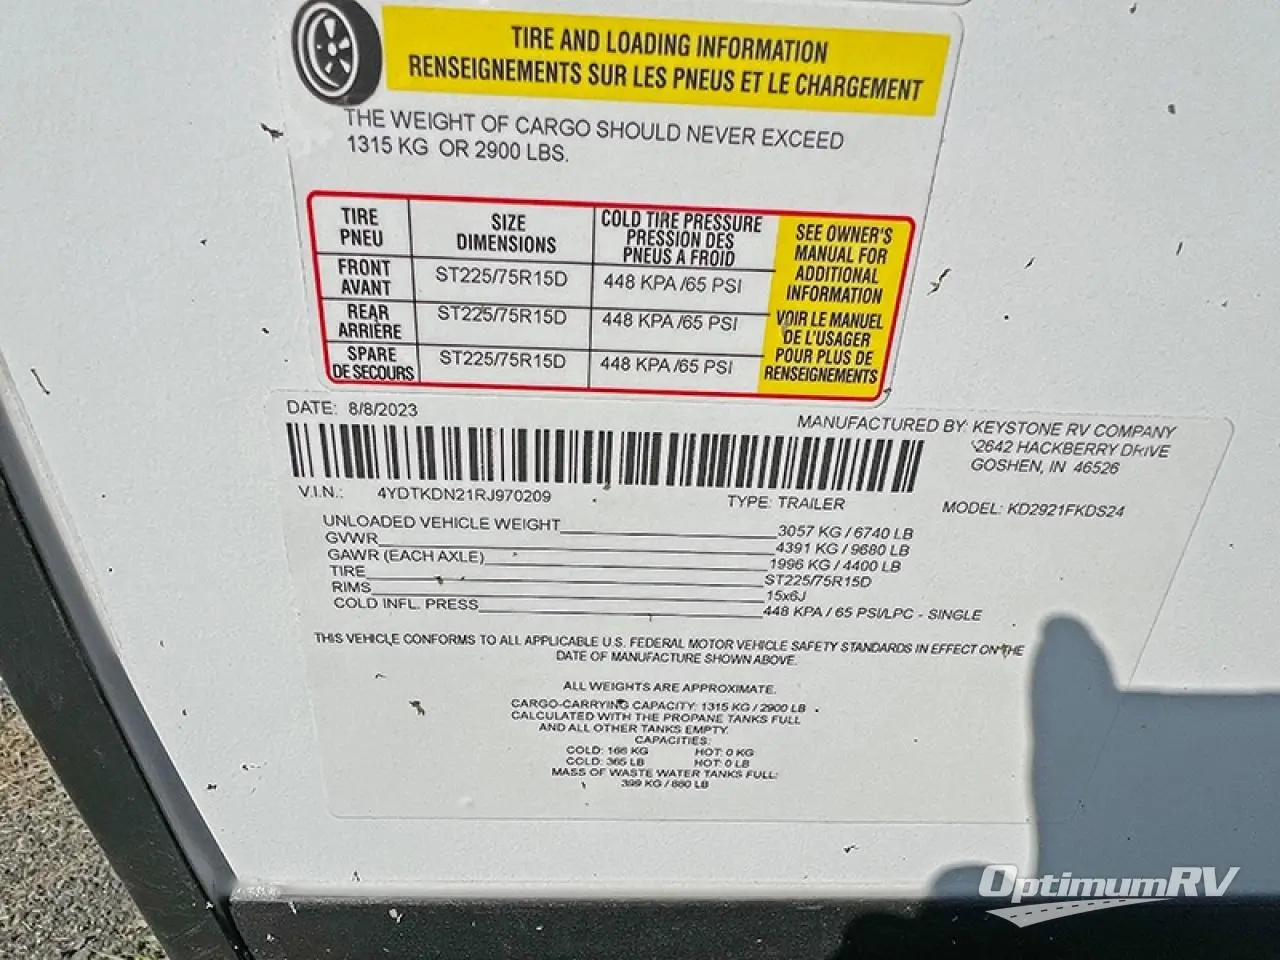 TIRE AND LOADING INFORMATION
RENSEIGNEMENTS SUR LES PNEUS ET LE CHARGEMENT
THE WEIGHT OF CARGO SHOULD NEVER EXCEED
1315 KG OR 2900 LBS.
TIRE
PNEU
SIZE
DIMENSIONS
COLD TIRE PRESSURE
PRESSION DES
PNEUS A FROID
FRONT
AVANT
ST225/75R15D
448 KPA /65 PSI
REAR
ARRIÈRE
ST225/75R15D
448 KPA /65 PSI
SPARE
DE SECOURS
ST225/75R15D
448 KPA /65 PSI
SEE OWNER'S
MANUAL FOR
ADDITIONAL
INFORMATION
VOIR LE MANUEL
DE L'USAGER
POUR PLUS DE
RENSEIGNEMENTS
DATE: 8/8/2023
MANUFACTURED BY: KEYSTONE RV COMPANY
2642 HACKBERRY DRIVE
GOSHEN, IN 46526
V.I.N.: 4YDTKDN21RJ970209
TYPE: TRAILER
MODEL: KD2921FKDS24
UNLOADED VEHICLE WEIGHT 3057 KG / 6740 LB
GVWR 4391 KG / 9680 LB
GAWR (EACH AXLE) 1996 KG / 4400 LB
TIRE ST225/75R15D
RIMS 15x6J
COLD INFL. PRESS 448 KPA / 65 PSI/LPC - SINGLE
THIS VEHICLE CONFORMS TO ALL APPLICABLE U.S. FEDERAL MOTOR VEHICLE SAFETY STANDARDS IN EFFECT ON THE
DATE OF MANUFACTURE SHOWN ABOVE.
ALL WEIGHTS ARE APPROXIMATE.
CARGO-CARRYING CAPACITY: 1315 KG / 2900 LB
CALCULATED WITH THE PROPANE TANKS FULL
AND ALL OTHER TANKS EMPTY.
CAPACITIES:
COLD: 166 KG HOT: 0 KG
COLD: 365 LB HOT: 0 LB
MASS OF WASTE WATER TANKS FULL:
399 KG / 880 LB
OptimumRV